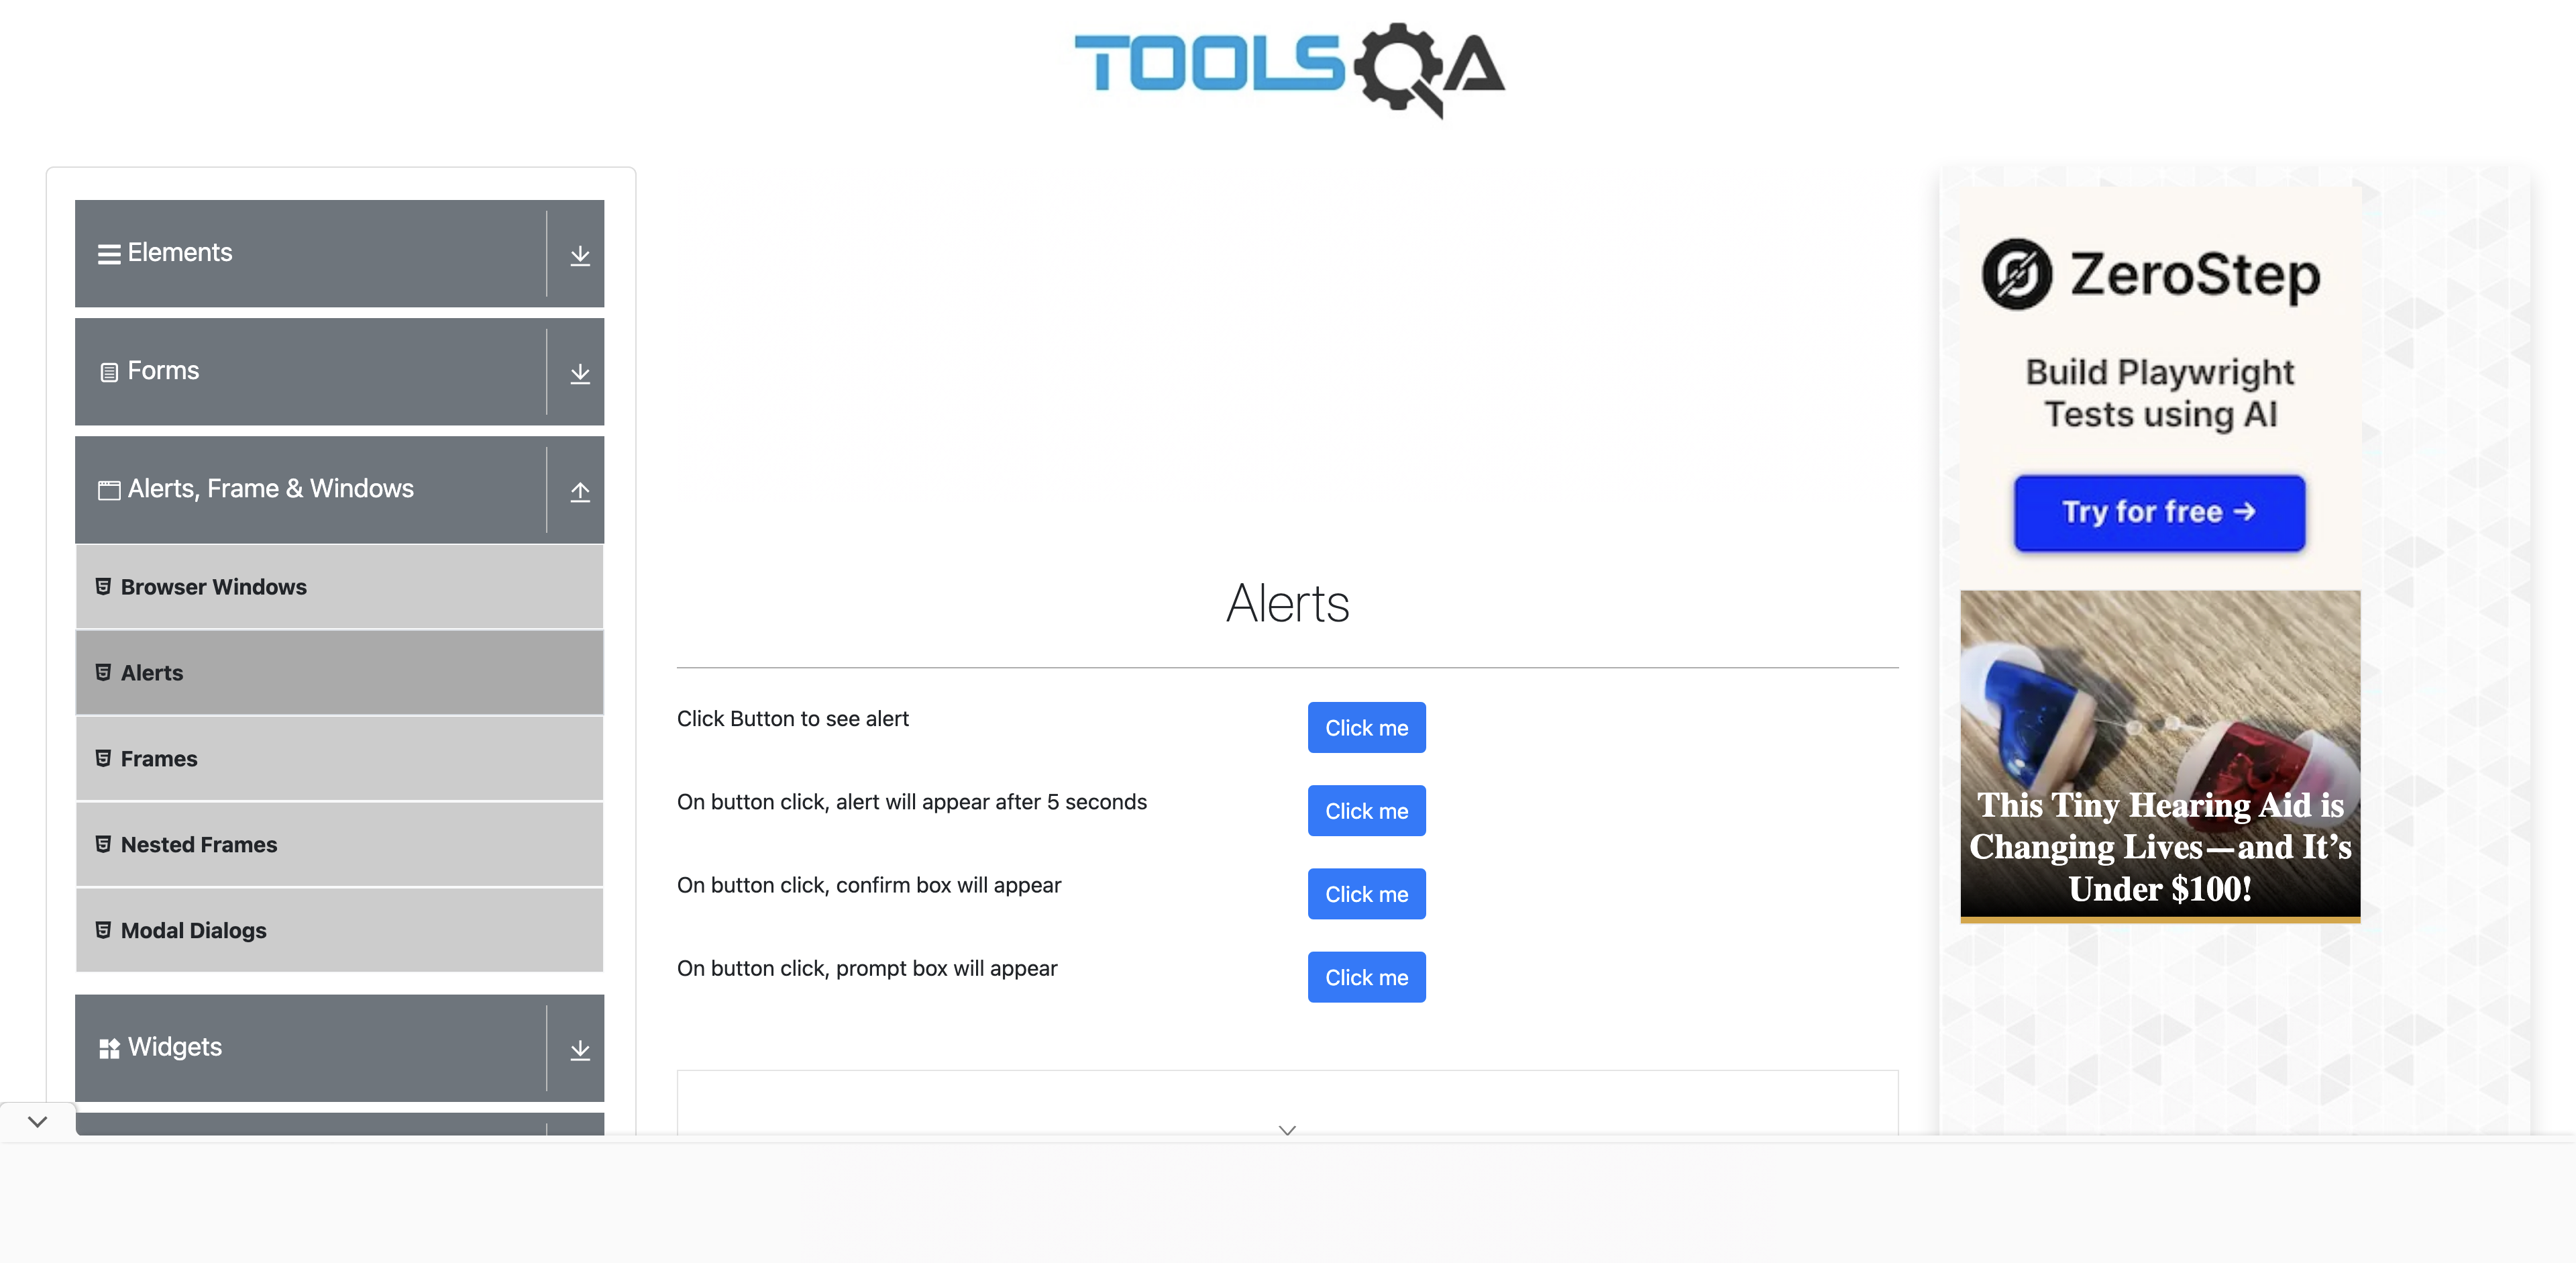 TOOLSQA
Elements
Forms
Alerts, Frame & Windows
Browser Windows
Alerts
Frames
Nested Frames
Modal Dialogs
Widgets
Alerts
Click Button to see alert
Click me
On button click, alert will appear after 5 seconds
Click me
On button click, confirm box will appear
Click me
On button click, prompt box will appear
Click me
ZeroStep
Build Playwright
Tests using AI
Try for free →
This Tiny Hearing Aid is
Changing Lives—and It’s
Under $100!